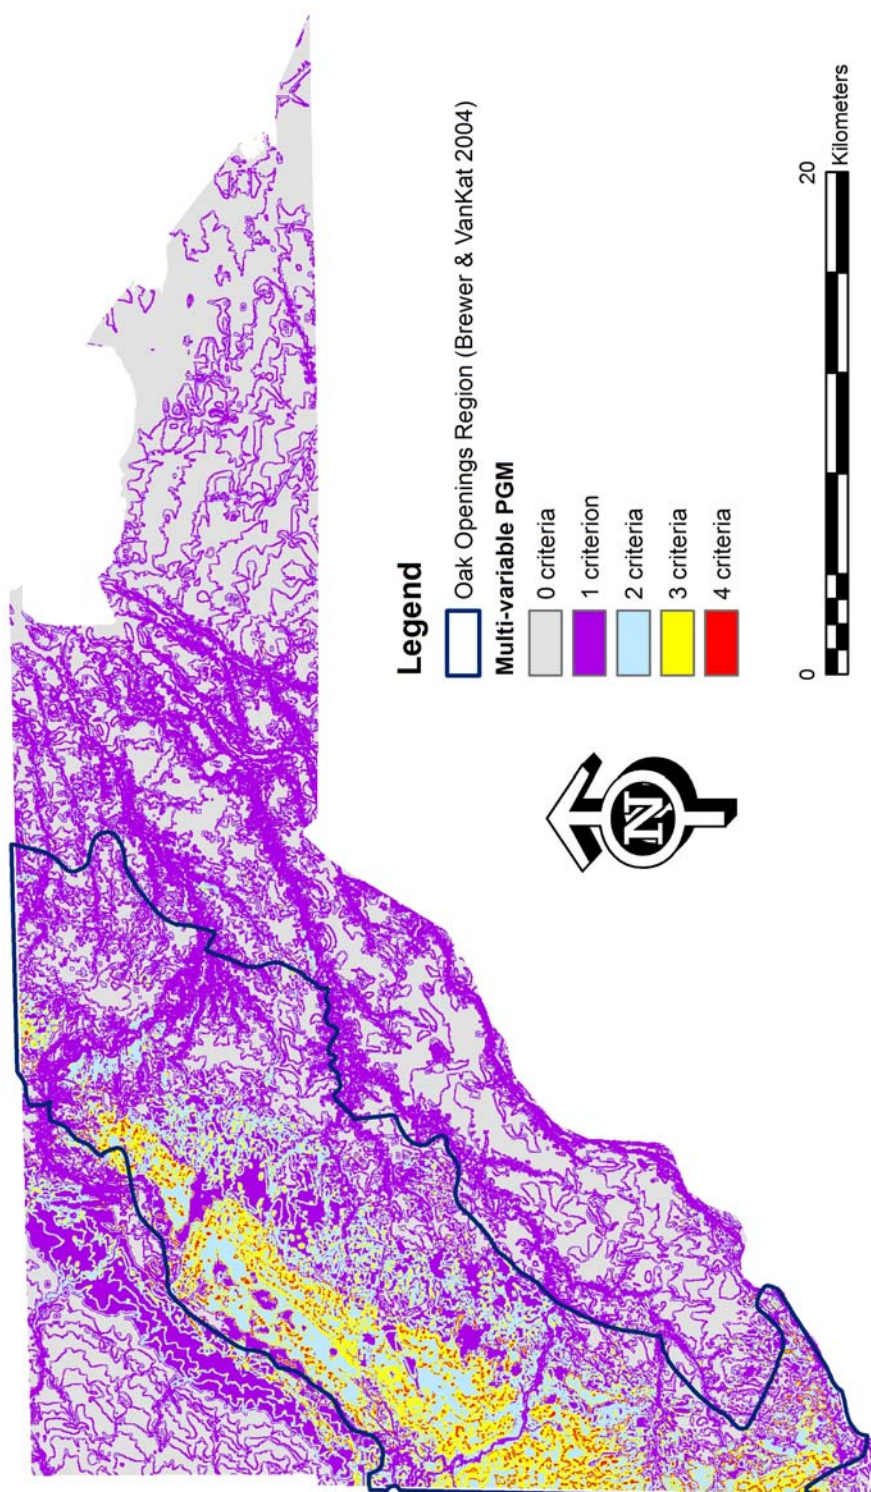 Legend
Oak Openings Region (Brewer & VanKat 2004)
Multi-variable PGM
0 criteria
1 criterion
2 criteria
3 criteria
4 criteria
N
0
20
Kilometers